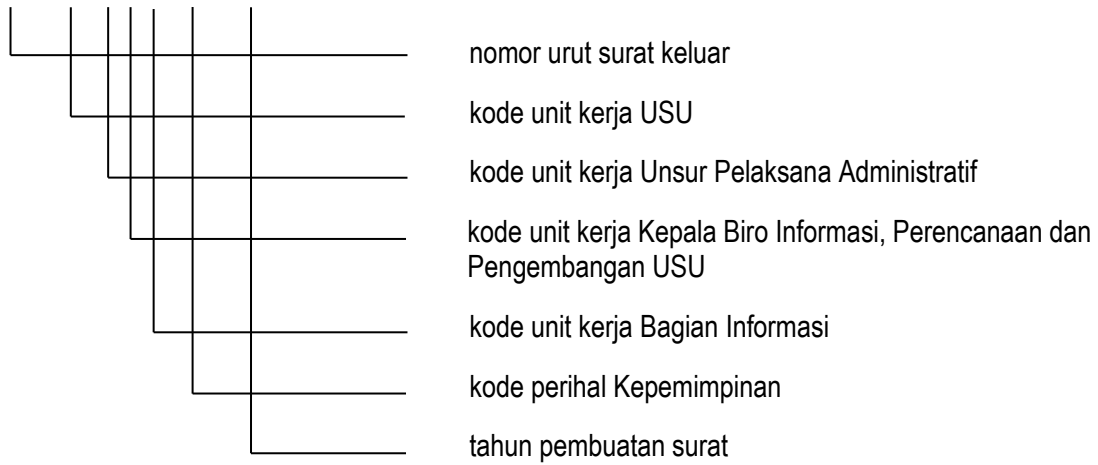 nomor urut surat keluar
kode unit kerja USU
kode unit kerja Unsur Pelaksana Administratif
kode unit kerja Kepala Biro Informasi, Perencanaan dan
Pengembangan USU
kode unit kerja Bagian Informasi
kode perihal Kepemimpinan
tahun pembuatan surat